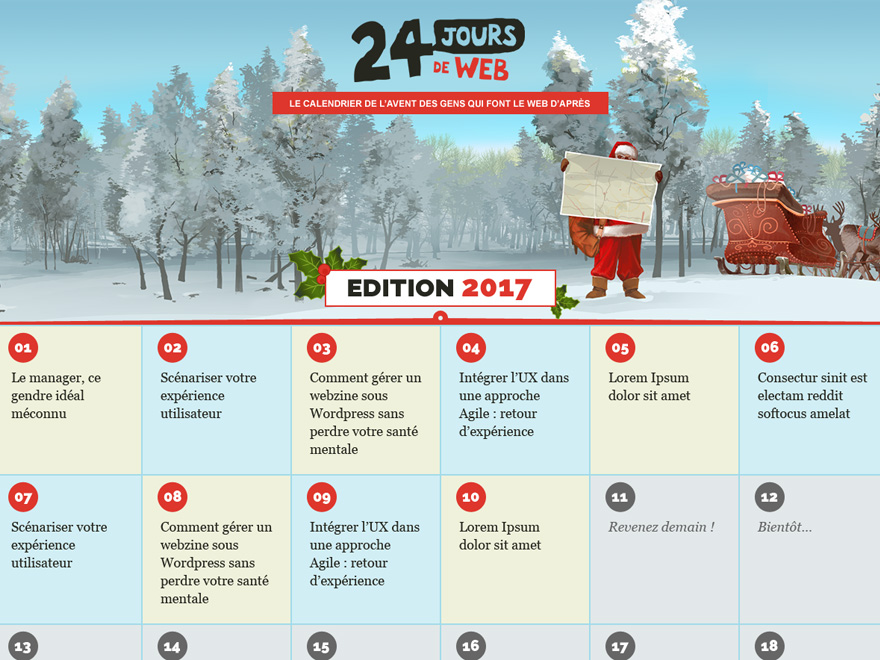 24 JOURS
DE WEB
LE CALENDRIER DE L'AVENT DES GENS QUI FONT LE WEB D'APRÈS
EDITION 2017
01
Le manager, ce
gendre idéal
méconnu
02
Scénariser votre
expérience
utilisateur
03
Comment gérer un
webzine sous
Wordpress sans
perdre votre santé
mentale
04
Intégrer l'UX dans
une approche
Agile : retour
d'expérience
05
Lorem Ipsum
dolor sit amet
06
Consectur sinit est
electam reddit
softocus amelat
07
Scénariser votre
expérience
utilisateur
08
Comment gérer un
webzine sous
Wordpress sans
perdre votre santé
mentale
09
Intégrer l'UX dans
une approche
Agile : retour
d'expérience
10
Lorem Ipsum
dolor sit amet
11
Revenez demain !
12
Bientôt...
13
14
15
16
17
18